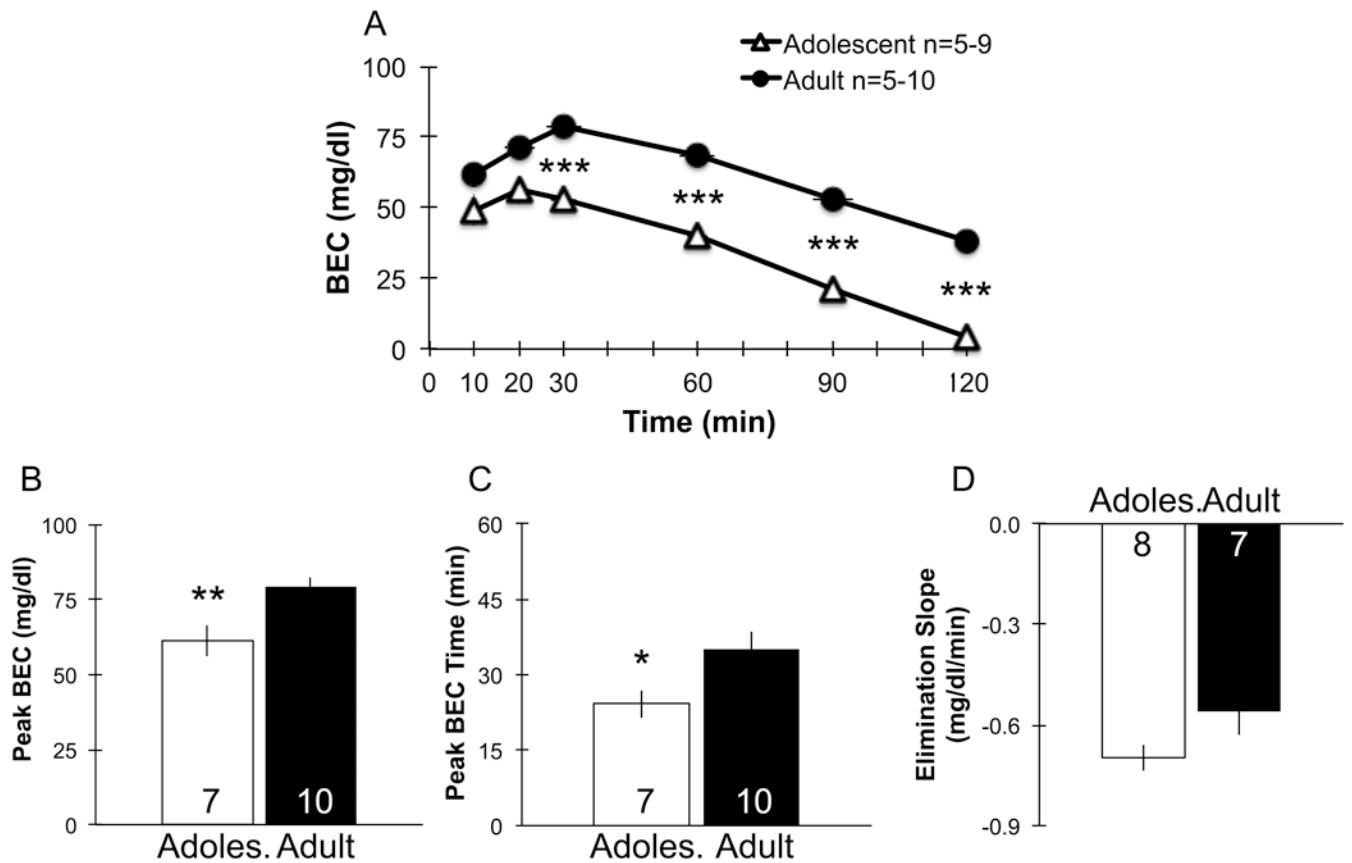 A
Adolescent n=5-9
Adult n=5-10
100
75
50
25
0
BEC (mg/dl)
***
***
***
***
0 10 20 30 60 90 120
Time (min)
B
100
75
50
25
0
Peak BEC (mg/dl)
**
7
10
Adoles. Adult
C
60
45
30
15
0
Peak BEC Time (min)
*
7
10
Adoles. Adult
D
Adoles. Adult
0.0
-0.3
-0.6
-0.9
Elimination Slope
(mg/dl/min)
8
7